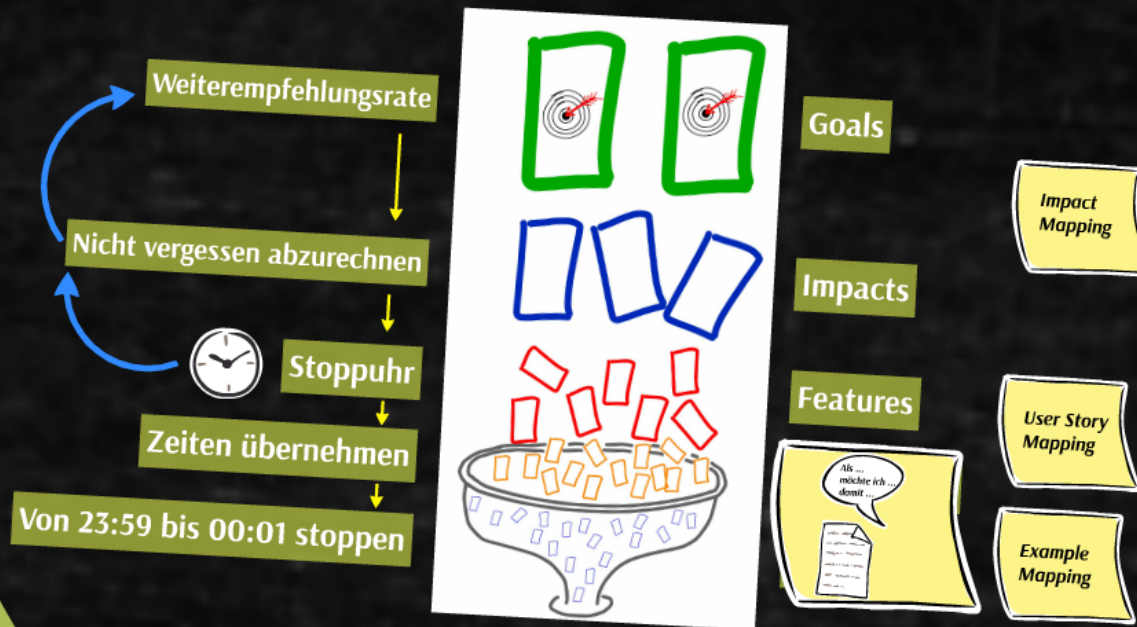 Weiterempfehlungsrate
Nicht vergessen abzurechnen
Stoppuhr
Zeiten übernehmen
Von 23:59 bis 00:01 stoppen
Goals
Impacts
Features
Als ...
möchte ich ...
damit ...
Impact
Mapping
User Story
Mapping
Example
Mapping